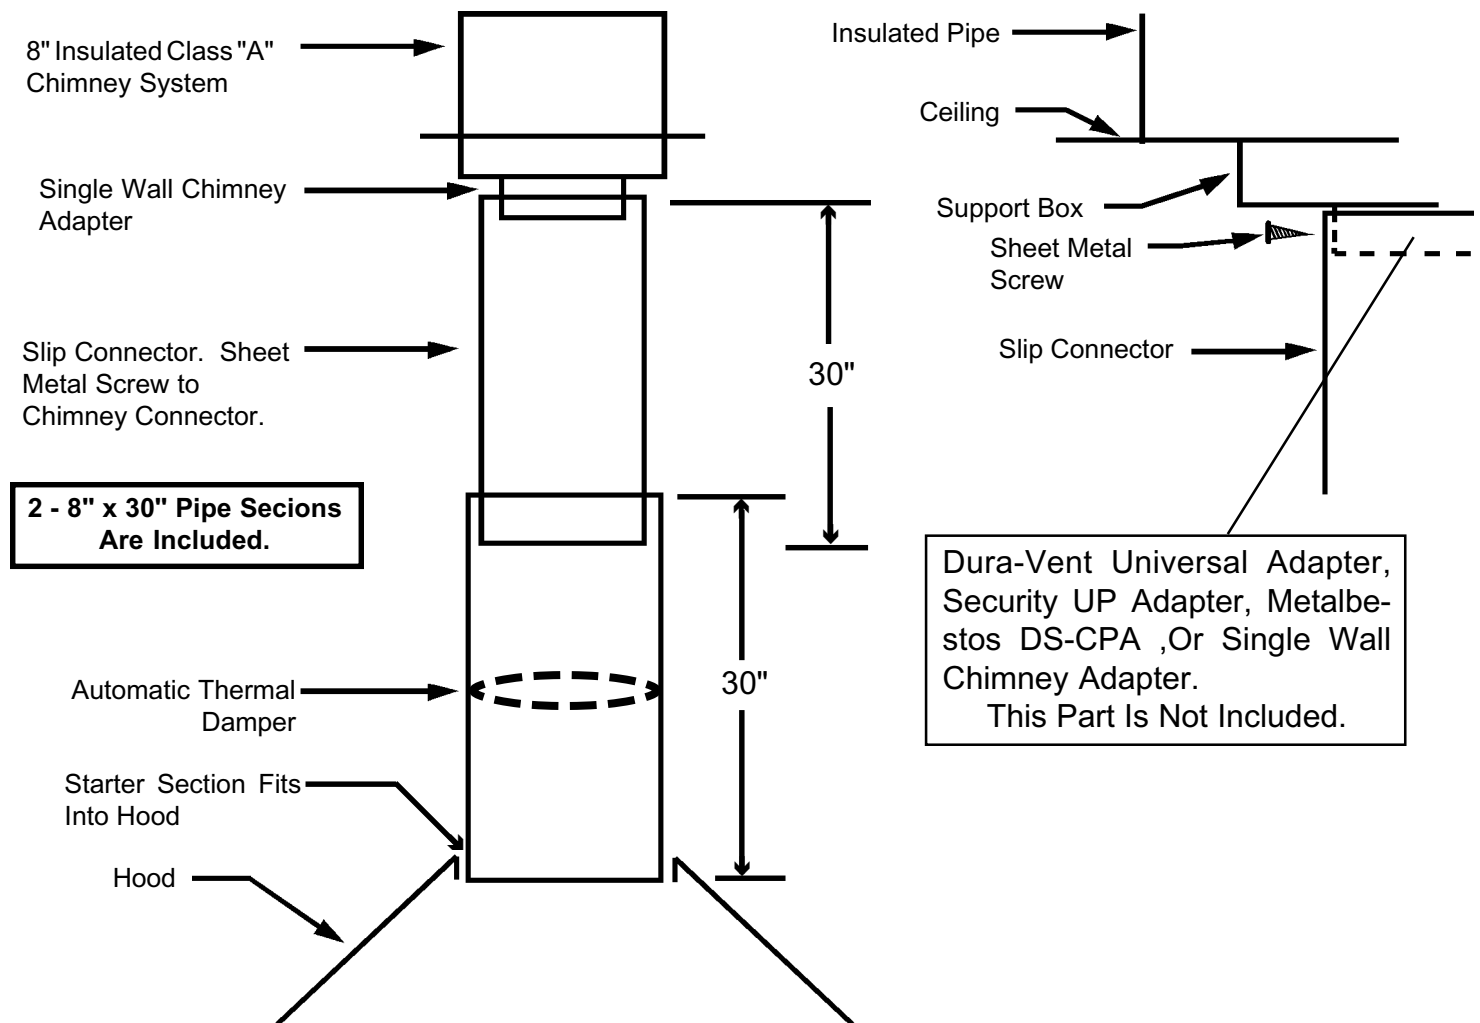 8" Insulated Class "A"
Chimney System
Single Wall Chimney
Adapter
Slip Connector. Sheet
Metal Screw to
Chimney Connector.
2 - 8" x 30" Pipe Secions
Are Included.
Automatic Thermal
Damper
Starter Section Fits
Into Hood
Hood
30"
30"
Insulated Pipe
Ceiling
Support Box
Sheet Metal
Screw
Slip Connector
Dura-Vent Universal Adapter,
Security UP Adapter, Metalbe-
stos DS-CPA ,Or Single Wall
Chimney Adapter.
This Part Is Not Included.